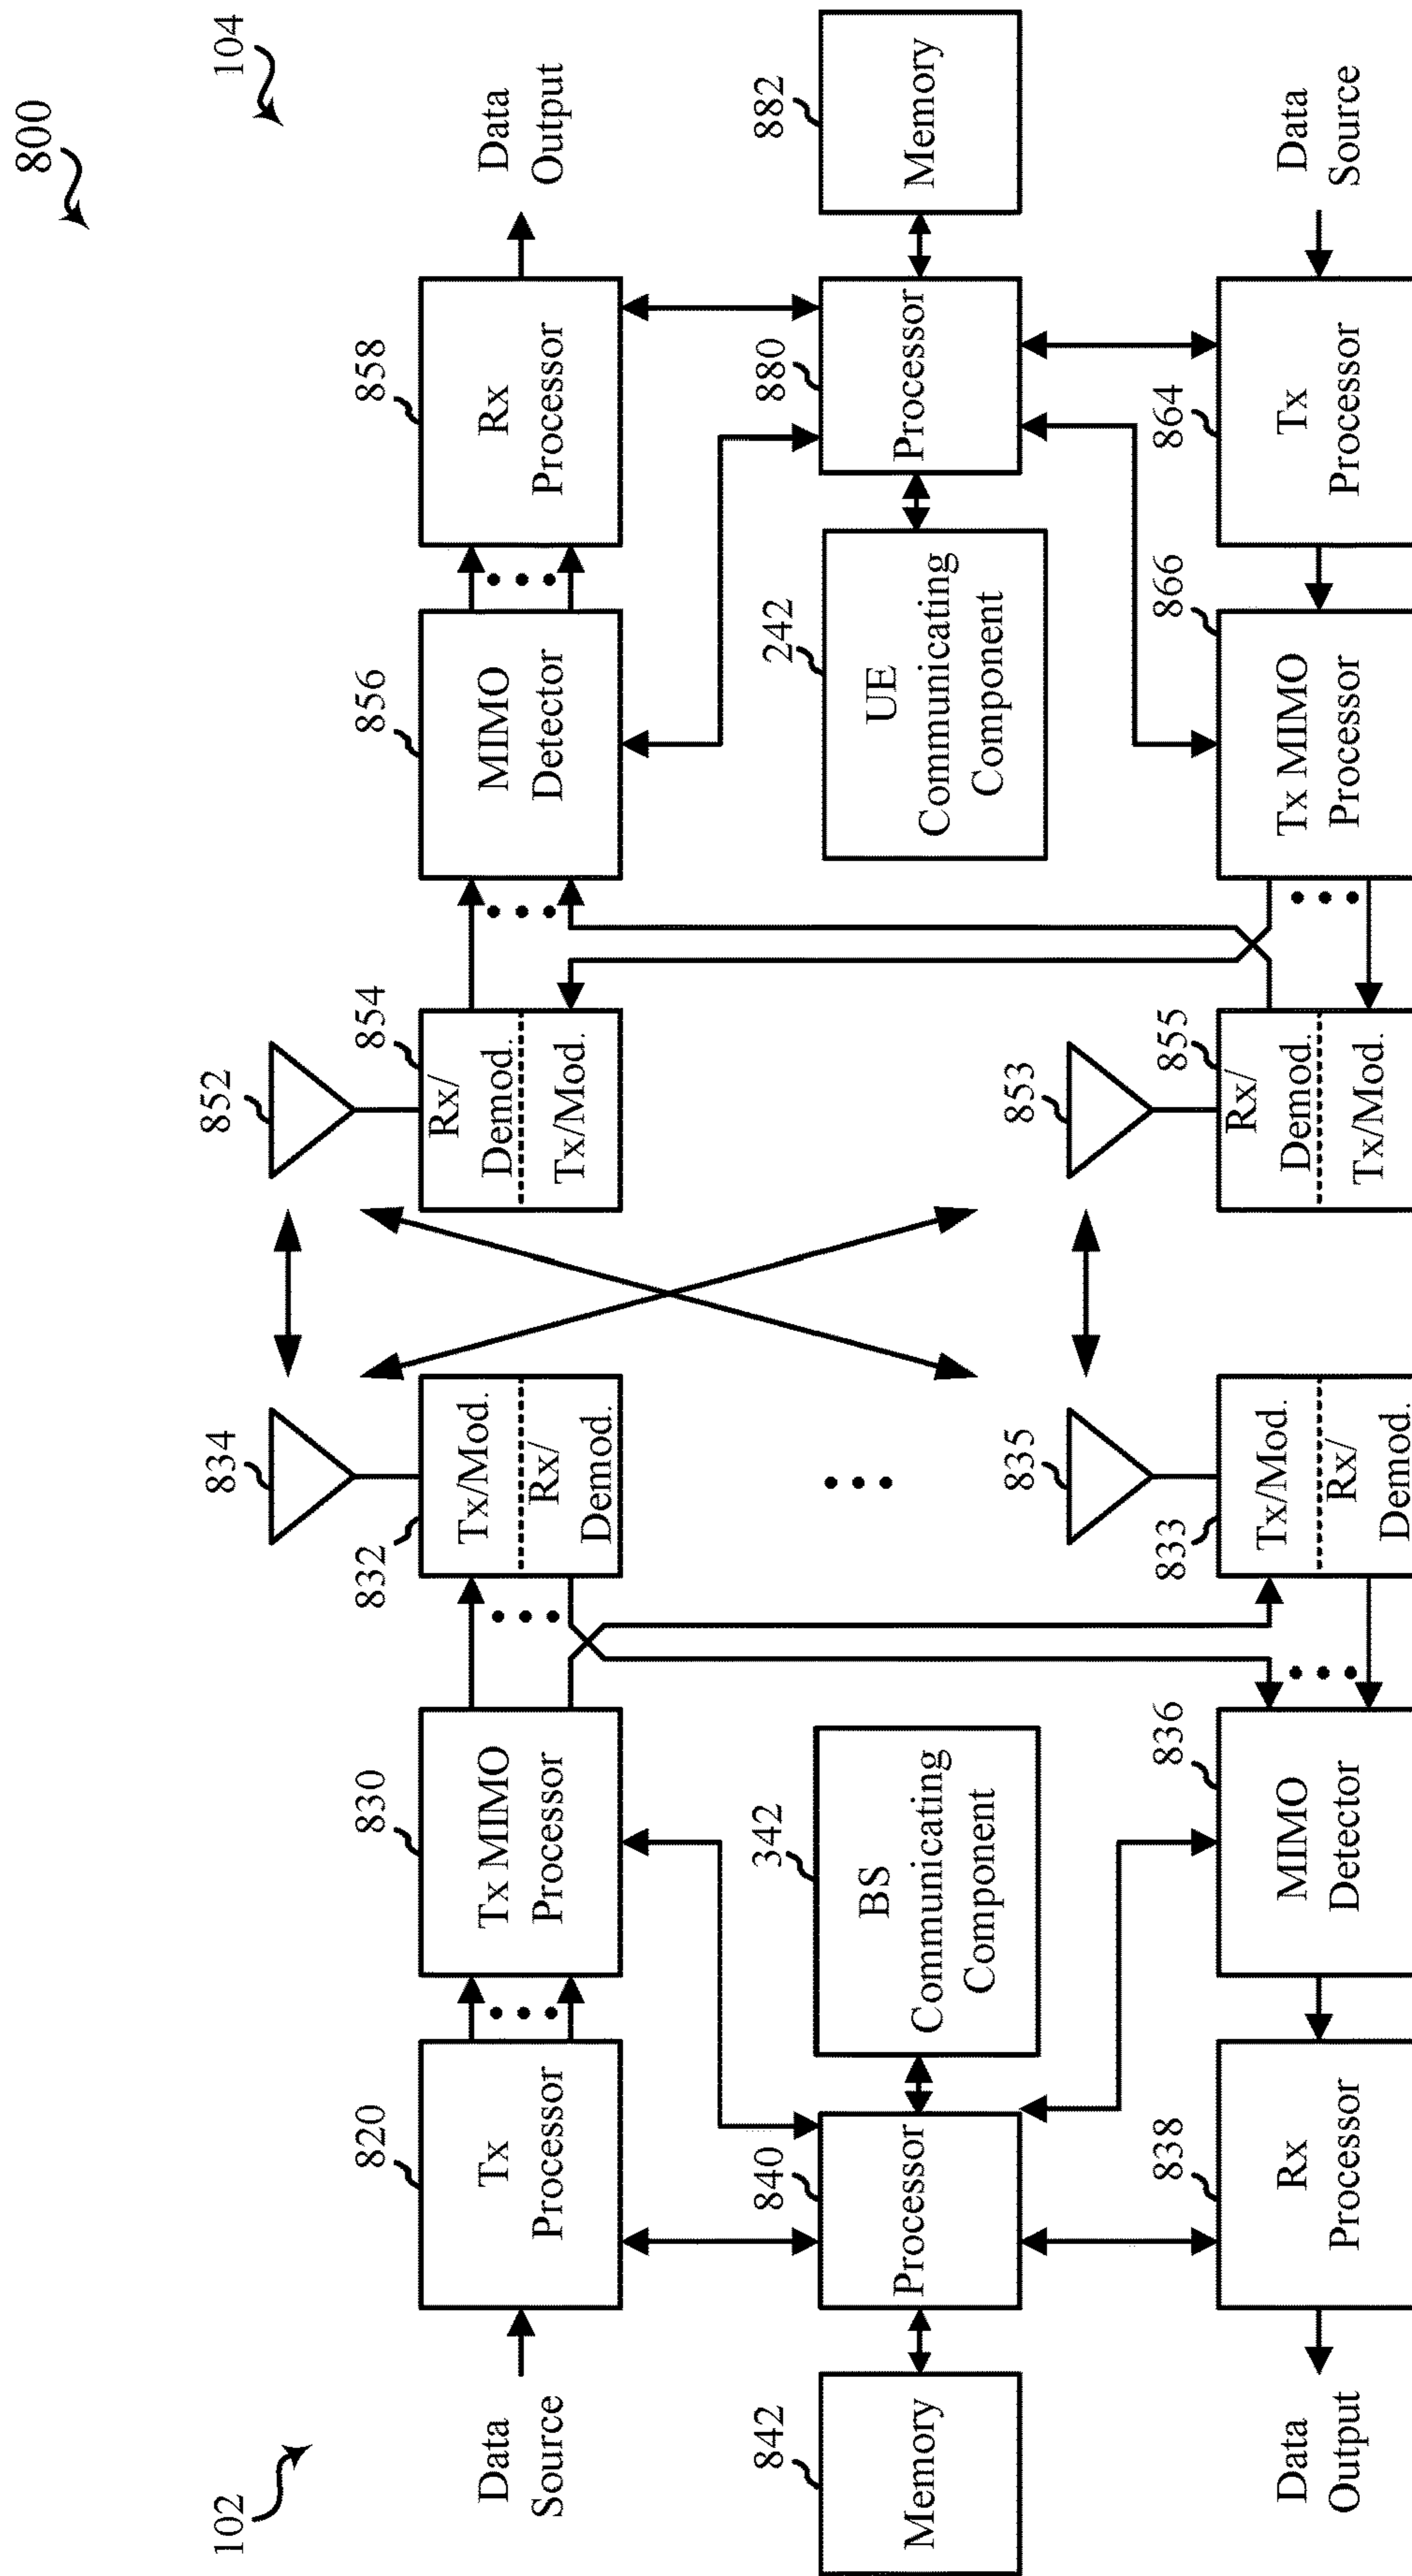 800
102
104
834
852
Data
Source
820
Tx
Processor
830
Tx MIMO
Processor
832
Tx/Mod.
Rx/
Demod.
854
Rx/
Demod.
Tx/Mod.
856
MIMO
Detector
858
Rx
Processor
Data
Output
842
Memory
840
Processor
342
BS
Communicating
Component
242
UE
Communicating
Component
880
Processor
882
Memory
835
853
Data
Output
838
Rx
Processor
836
MIMO
Detector
833
Tx/Mod.
Rx/
Demod.
855
Rx/
Demod.
Tx/Mod.
866
Tx MIMO
Processor
864
Tx
Processor
Data
Source